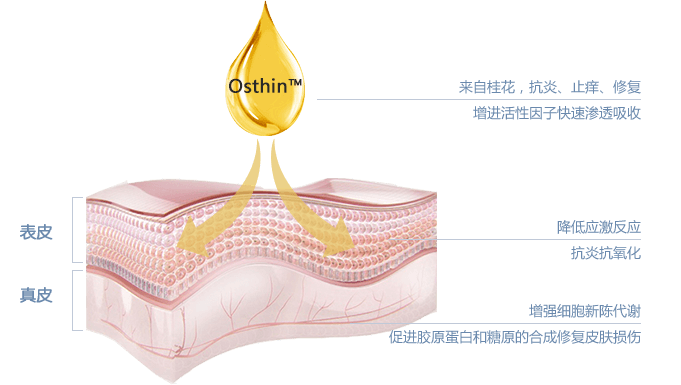 Osthin™
来自桂花，抗炎、止痒、修复
增进活性因子快速渗透吸收
表皮
降低应激反应
抗炎抗氧化
真皮
增强细胞新陈代谢
促进胶原蛋白和糖原的合成修复皮肤损伤